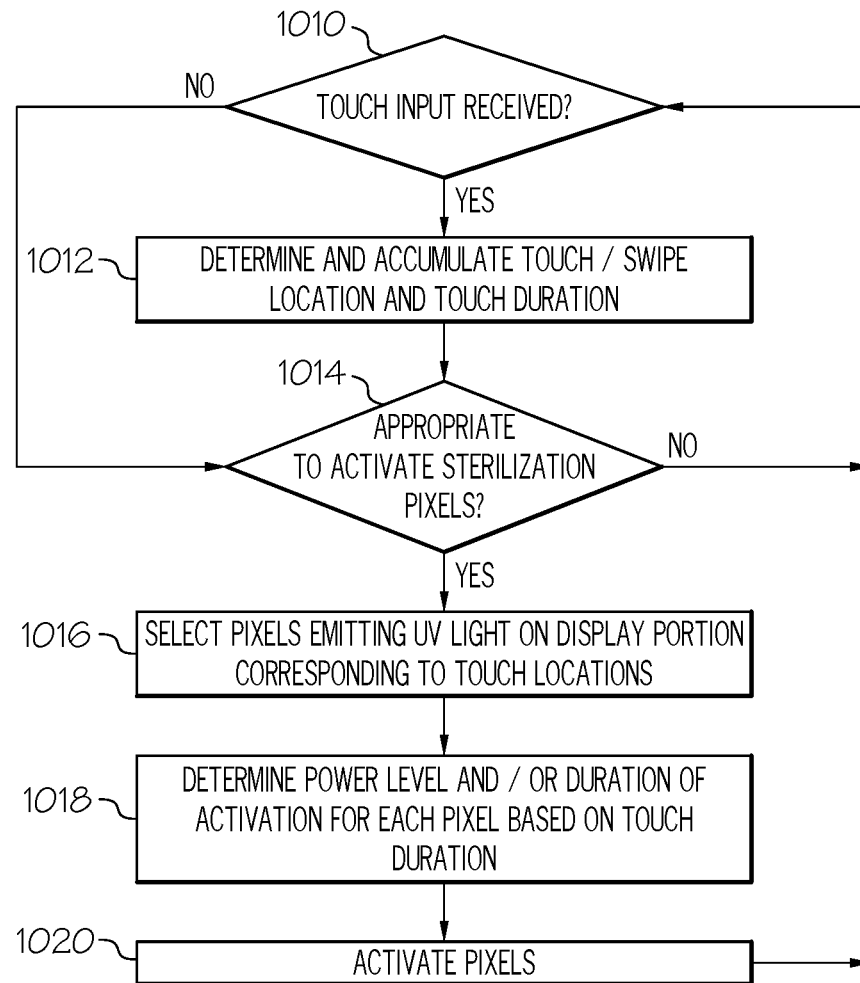 1010
NO
TOUCH INPUT RECEIVED?
YES
1012
DETERMINE AND ACCUMULATE TOUCH / SWIPE
LOCATION AND TOUCH DURATION
1014
APPROPRIATE
TO ACTIVATE STERILIZATION
PIXELS?
NO
YES
1016
SELECT PIXELS EMITTING UV LIGHT ON DISPLAY PORTION
CORRESPONDING TO TOUCH LOCATIONS
1018
DETERMINE POWER LEVEL AND / OR DURATION OF
ACTIVATION FOR EACH PIXEL BASED ON TOUCH
DURATION
1020
ACTIVATE PIXELS